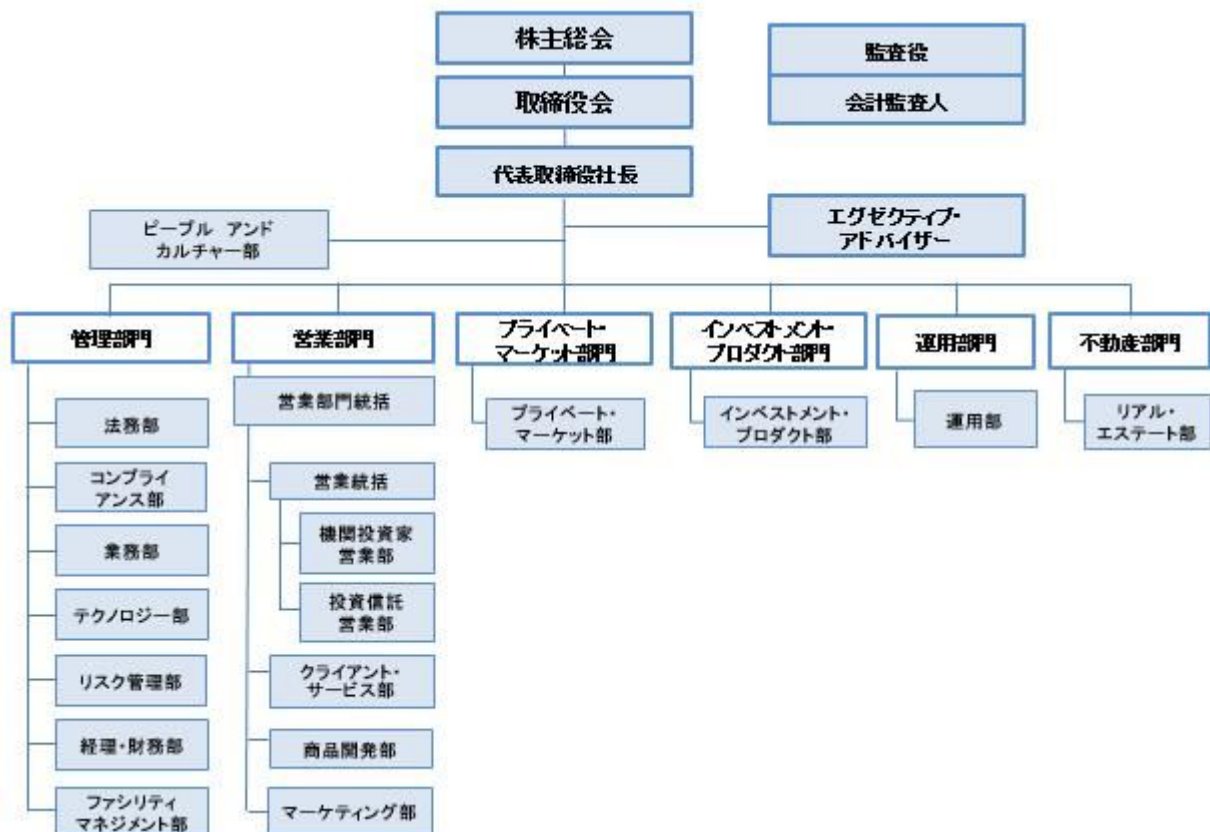 株主総会
監査役
取締役会
会計監査人
代表取締役社長
ピープル アンド
カルチャー部
エグゼクティブ・
アドバイザー
管理部門
営業部門
プライベート・
マーケット部門
インベストメント・
プロダクト部門
運用部門
不動産部門
法務部
コンプライ
アンス部
業務部
テクノロジー部
リスク管理部
経理・財務部
ファシリティ
マネジメント部
営業部門統括
営業統括
機関投資家
営業部
投資信託
営業部
クライアント・
サービス部
商品開発部
マーケティング部
プライベート・
マーケット部
インベストメント・
プロダクト部
運用部
リアル・
エステート部